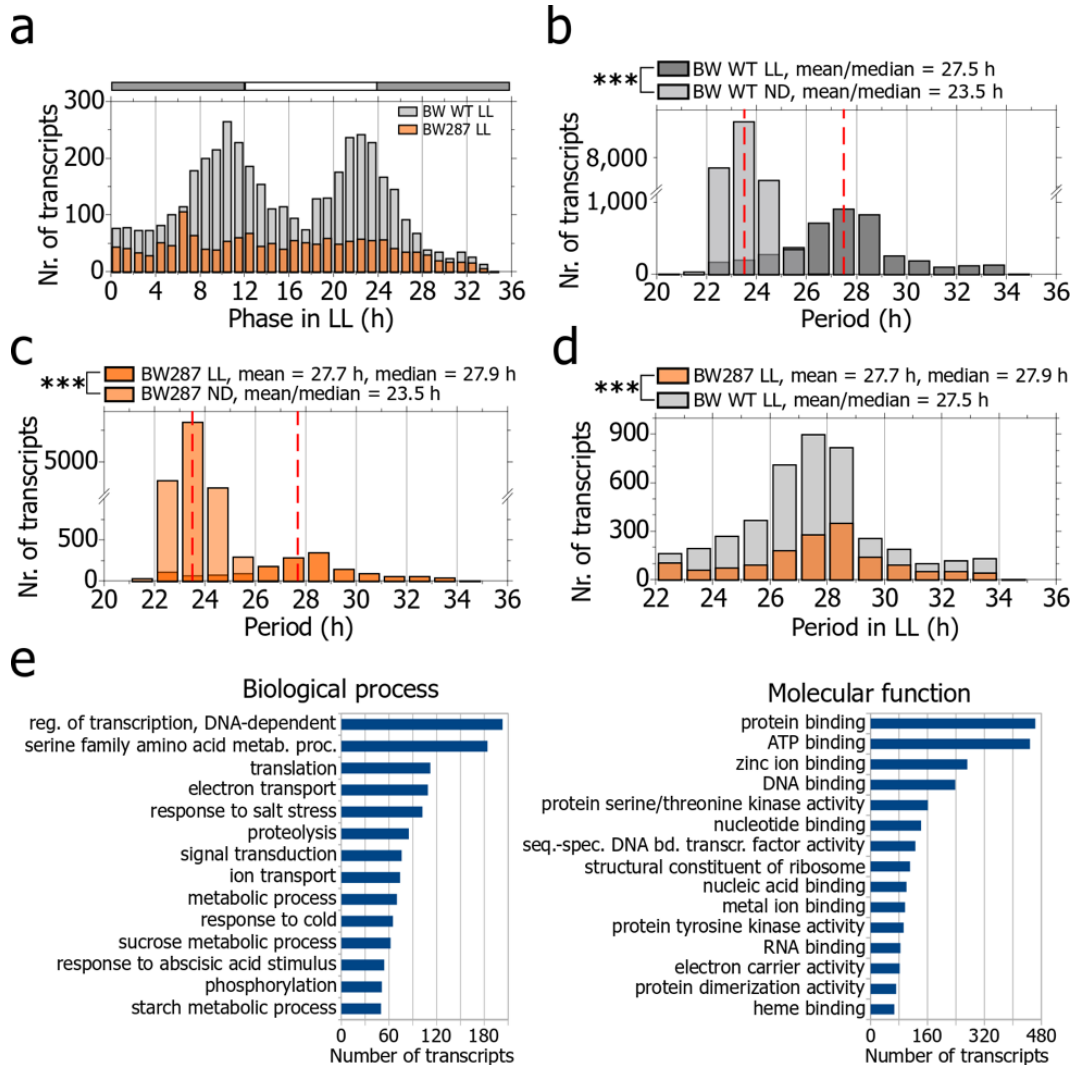 a
BW WT LL
BW287 LL
300
200
100
0
Nr. of transcripts
0 4 8 12 16 20 24 28 32 36
Phase in LL (h)
b
***
BW WT LL, mean/median = 27.5 h
BW WT ND, mean/median = 23.5 h
8,000
1,000
0
Nr. of transcripts
20 22 24 26 28 30 32 34 36
Period (h)
c
***
BW287 LL, mean = 27.7 h, median = 27.9 h
BW287 ND, mean/median = 23.5 h
5000
500
0
Nr. of transcripts
20 22 24 26 28 30 32 34 36
Period (h)
d
***
BW287 LL, mean = 27.7 h, median = 27.9 h
BW WT LL, mean/median = 27.5 h
900
600
300
0
Nr. of transcripts
22 24 26 28 30 32 34 36
Period in LL (h)
e
Biological process
reg. of transcription, DNA-dependent
serine family amino acid metab. proc.
translation
electron transport
response to salt stress
proteolysis
signal transduction
ion transport
metabolic process
response to cold
sucrose metabolic process
response to abscisic acid stimulus
phosphorylation
starch metabolic process
0 60 120 180
Number of transcripts
Molecular function
protein binding
ATP binding
zinc ion binding
DNA binding
protein serine/threonine kinase activity
nucleotide binding
seq.-spec. DNA bd. transcr. factor activity
structural constituent of ribosome
nucleic acid binding
metal ion binding
protein tyrosine kinase activity
RNA binding
electron carrier activity
protein dimerization activity
heme binding
0 160 320 480
Number of transcripts